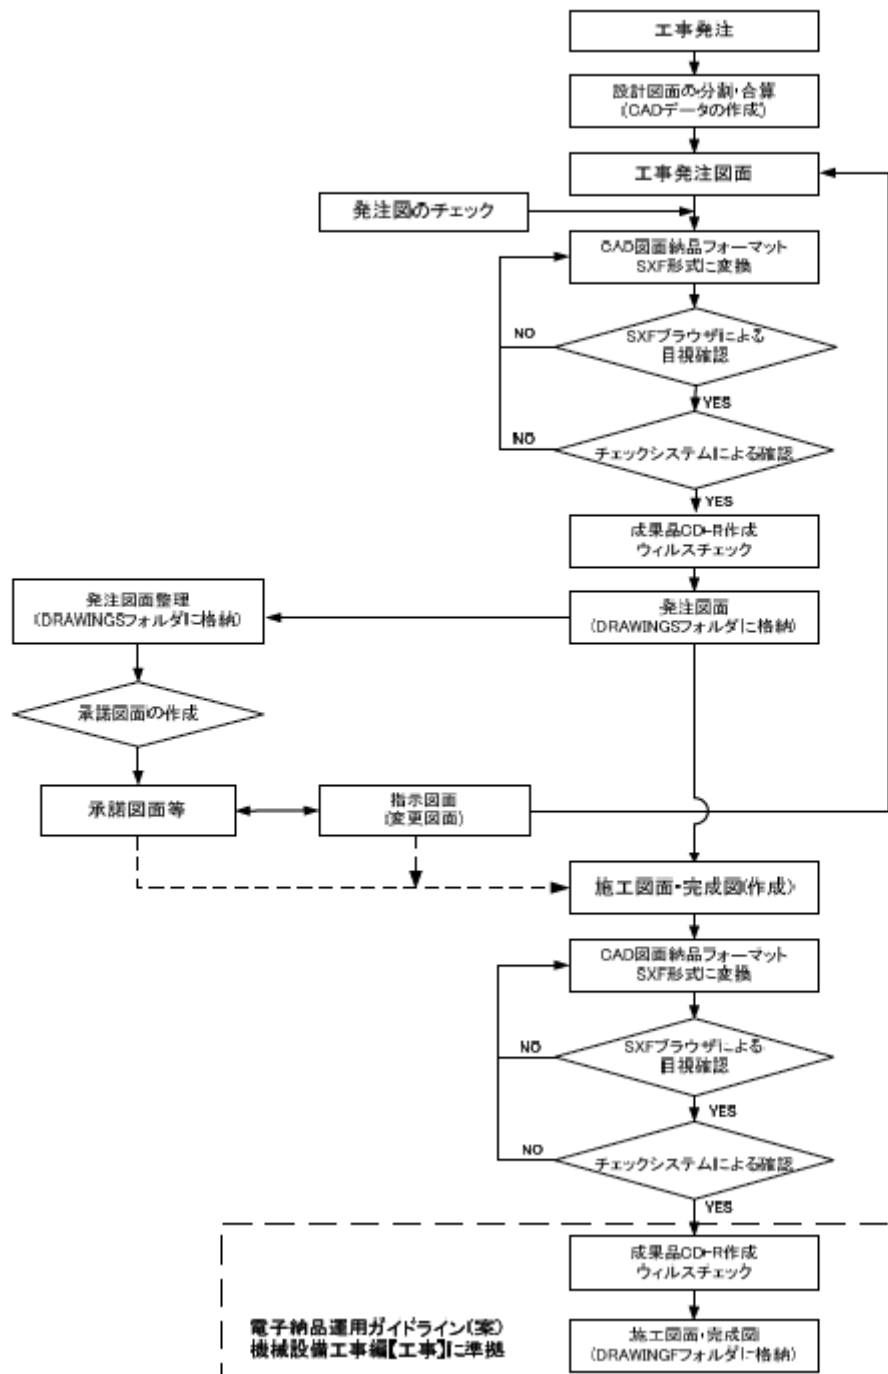 工事発注
設計図面の分割・合算
(CADデータの作成)
工事発注図面
発注図のチェック
CAD図面納品フォーマット
SXF形式に変換
SXFブラウザによる
目視確認
NO
YES
チェックシステムによる確認
NO
YES
成果品CD-R作成
ウィルスチェック
発注図面
(DRAWINGSフォルダに格納)
発注図面整理
(DRAWINGSフォルダに格納)
承諾図面の作成
承諾図面等
指示図面
(変更図面)
施工図面・完成図(作成)
CAD図面納品フォーマット
SXF形式に変換
SXFブラウザによる
目視確認
NO
YES
チェックシステムによる確認
NO
YES
成果品CD-R作成
ウィルスチェック
電子納品運用ガイドライン(案)
機械設備工事編【工事】に準拠
施工図面・完成図
(DRAWINGFフォルダに格納)